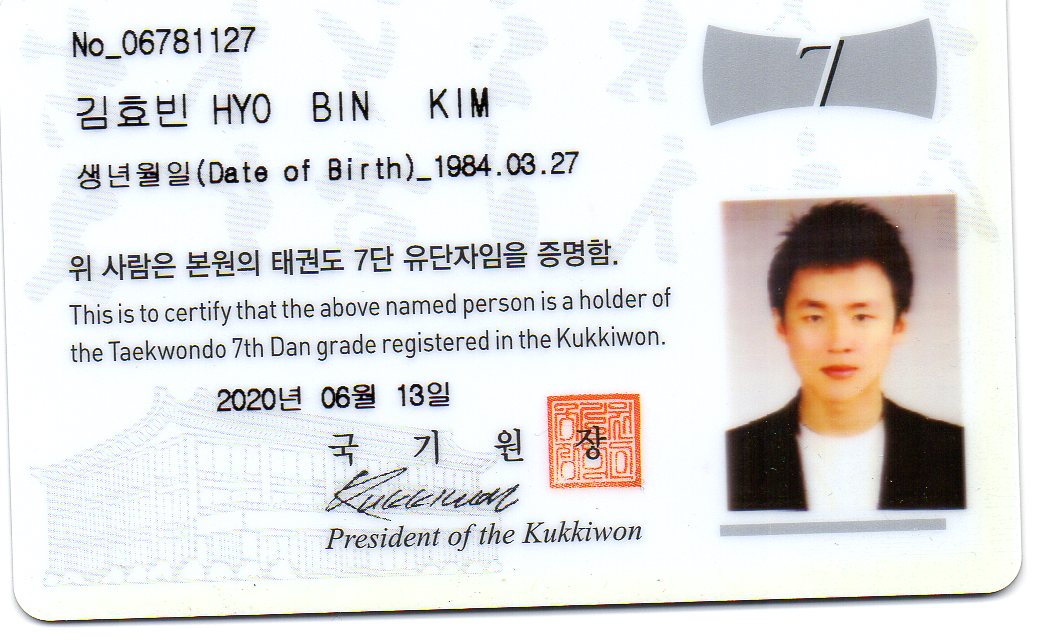 No_06781127
7
김효빈 HYO BIN KIM
생년월일(Date of Birth)_1984.03.27
위 사람은 본원의 태권도 7단 유단자임을 증명함.
This is to certify that the above named person is a holder of
the Taekwondo 7th Dan grade registered in the Kukkiwon.
2020년 06월 13일
국 기 원 장
Kukkiwon
President of the Kukkiwon